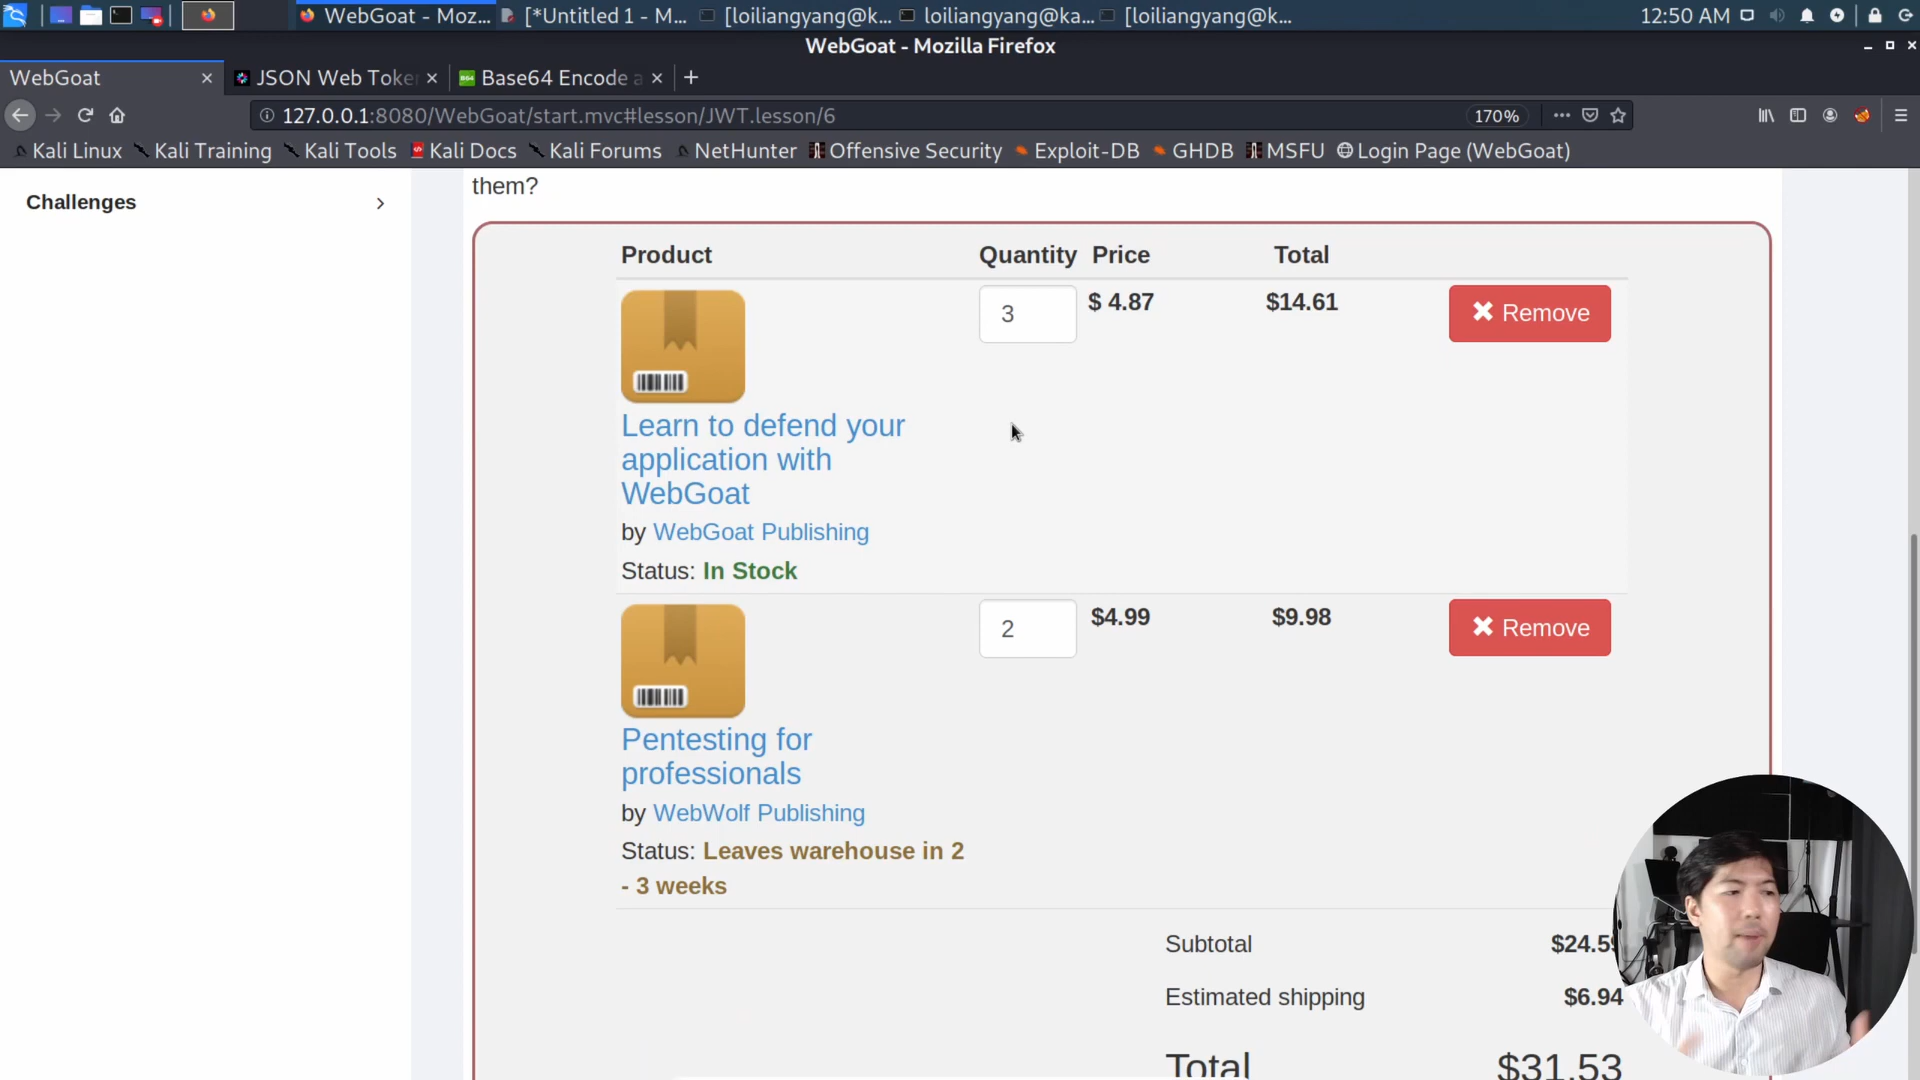 WebGoat - Moz...
[*Untitled 1 - M...
[loiliangyang@k...
loiliangyang@ka...
[loiliangyang@k...
12:50 AM
WebGoat - Mozilla Firefox
WebGoat
JSON Web Toke
Base64 Encode a
127.0.0.1:8080/WebGoat/start.mvc#lesson/JWT.lesson/6
170%
Kali Linux
Kali Training
Kali Tools
Kali Docs
Kali Forums
NetHunter
Offensive Security
Exploit-DB
GHDB
MSFU
Login Page (WebGoat)
Challenges
them?
Product Quantity Price Total
3 $ 4.87 $14.61 Remove
Learn to defend your
application with
WebGoat
by WebGoat Publishing
Status: In Stock
2 $4.99 $9.98 Remove
Pentesting for
professionals
by WebWolf Publishing
Status: Leaves warehouse in 2
- 3 weeks
Subtotal $24.59
Estimated shipping $6.94
Total $31.53